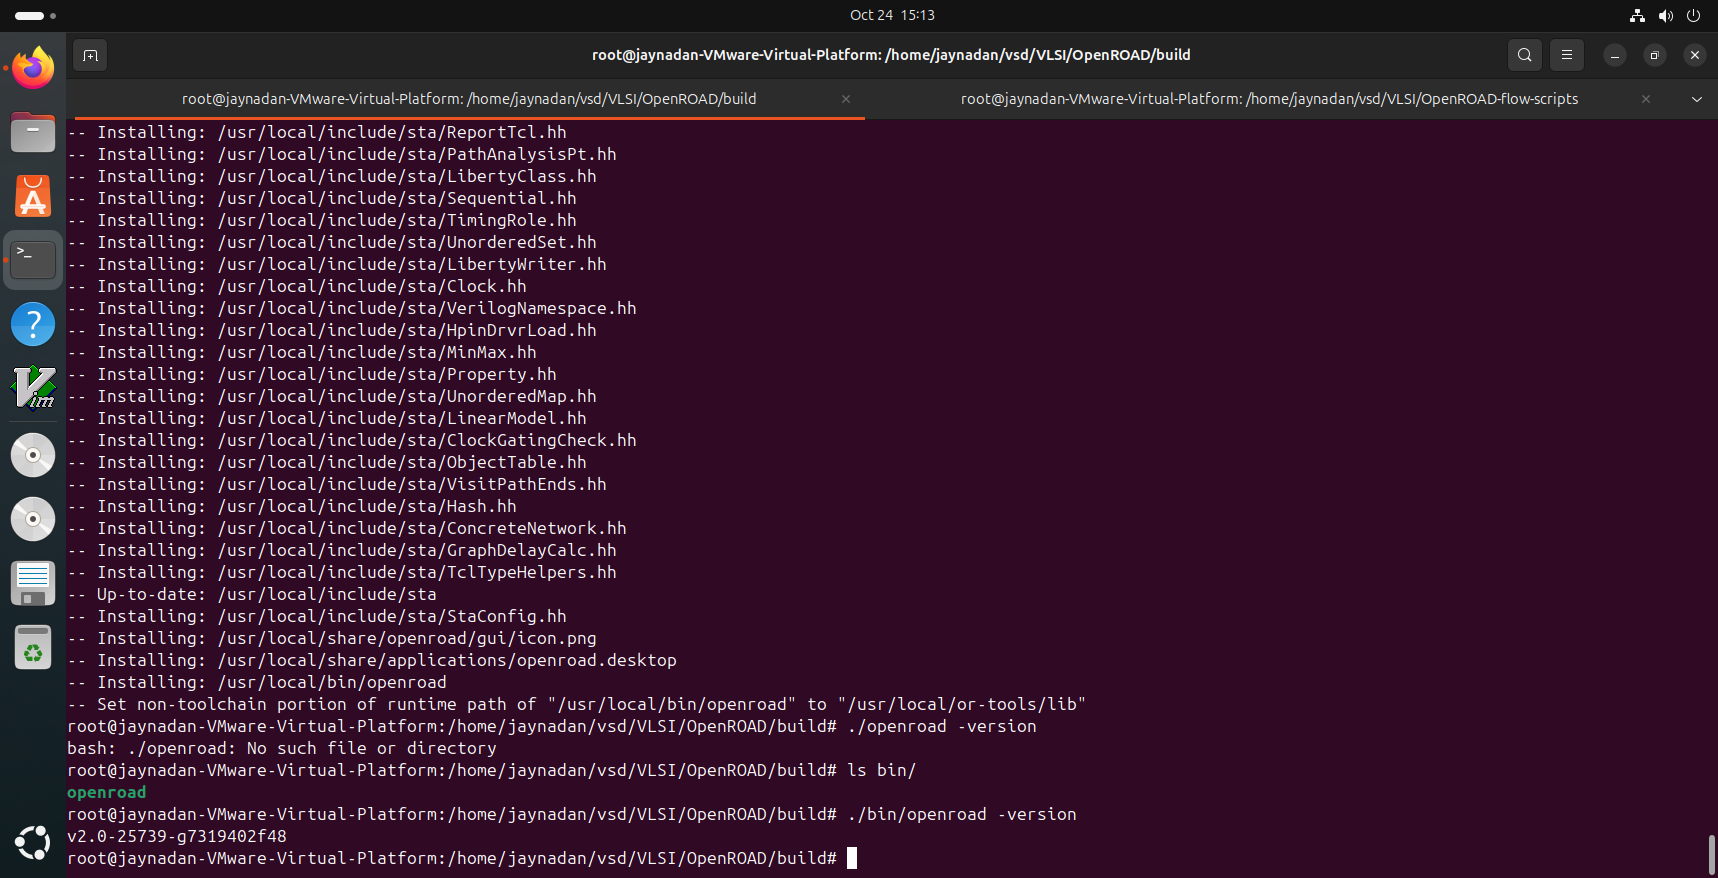 Oct 24 15:13
root@jaynadan-VMware-Virtual-Platform: /home/jaynadan/vsd/VLSI/OpenROAD/build
root@jaynadan-VMware-Virtual-Platform: /home/jaynadan/vsd/VLSI/OpenROAD/build
root@jaynadan-VMware-Virtual-Platform: /home/jaynadan/vsd/VLSI/OpenROAD-flow-scripts
-- Installing: /usr/local/include/sta/ReportTcl.hh
-- Installing: /usr/local/include/sta/PathAnalysisPt.hh
-- Installing: /usr/local/include/sta/LibertyClass.hh
-- Installing: /usr/local/include/sta/Sequential.hh
-- Installing: /usr/local/include/sta/TimingRole.hh
-- Installing: /usr/local/include/sta/UnorderedSet.hh
-- Installing: /usr/local/include/sta/LibertyWriter.hh
-- Installing: /usr/local/include/sta/Clock.hh
-- Installing: /usr/local/include/sta/VerilogNamespace.hh
-- Installing: /usr/local/include/sta/HpinDrvrLoad.hh
-- Installing: /usr/local/include/sta/MinMax.hh
-- Installing: /usr/local/include/sta/Property.hh
-- Installing: /usr/local/include/sta/UnorderedMap.hh
-- Installing: /usr/local/include/sta/LinearModel.hh
-- Installing: /usr/local/include/sta/ClockGatingCheck.hh
-- Installing: /usr/local/include/sta/ObjectTable.hh
-- Installing: /usr/local/include/sta/VisitPathEnds.hh
-- Installing: /usr/local/include/sta/Hash.hh
-- Installing: /usr/local/include/sta/ConcreteNetwork.hh
-- Installing: /usr/local/include/sta/GraphDelayCalc.hh
-- Installing: /usr/local/include/sta/TclTypeHelpers.hh
-- Up-to-date: /usr/local/include/sta
-- Installing: /usr/local/include/sta/StaConfig.hh
-- Installing: /usr/local/share/openroad/gui/icon.png
-- Installing: /usr/local/share/applications/openroad.desktop
-- Installing: /usr/local/bin/openroad
-- Set non-toolchain portion of runtime path of "/usr/local/bin/openroad" to "/usr/local/or-tools/lib"
root@jaynadan-VMware-Virtual-Platform:/home/jaynadan/vsd/VLSI/OpenROAD/build# ./openroad -version
bash: ./openroad: No such file or directory
root@jaynadan-VMware-Virtual-Platform:/home/jaynadan/vsd/VLSI/OpenROAD/build# ls bin/
openroad
root@jaynadan-VMware-Virtual-Platform:/home/jaynadan/vsd/VLSI/OpenROAD/build# ./bin/openroad -version
v2.0-25739-g7319402f48
root@jaynadan-VMware-Virtual-Platform:/home/jaynadan/vsd/VLSI/OpenROAD/build#